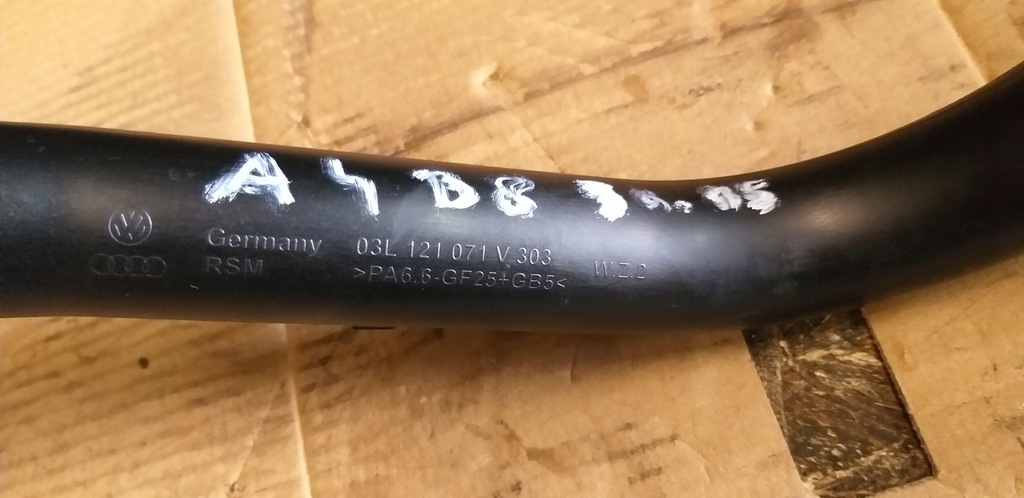 A4 B8
Germany 03L 121 071 V 303
RSM >PA6.6-GF25+GB5< W.Z.2